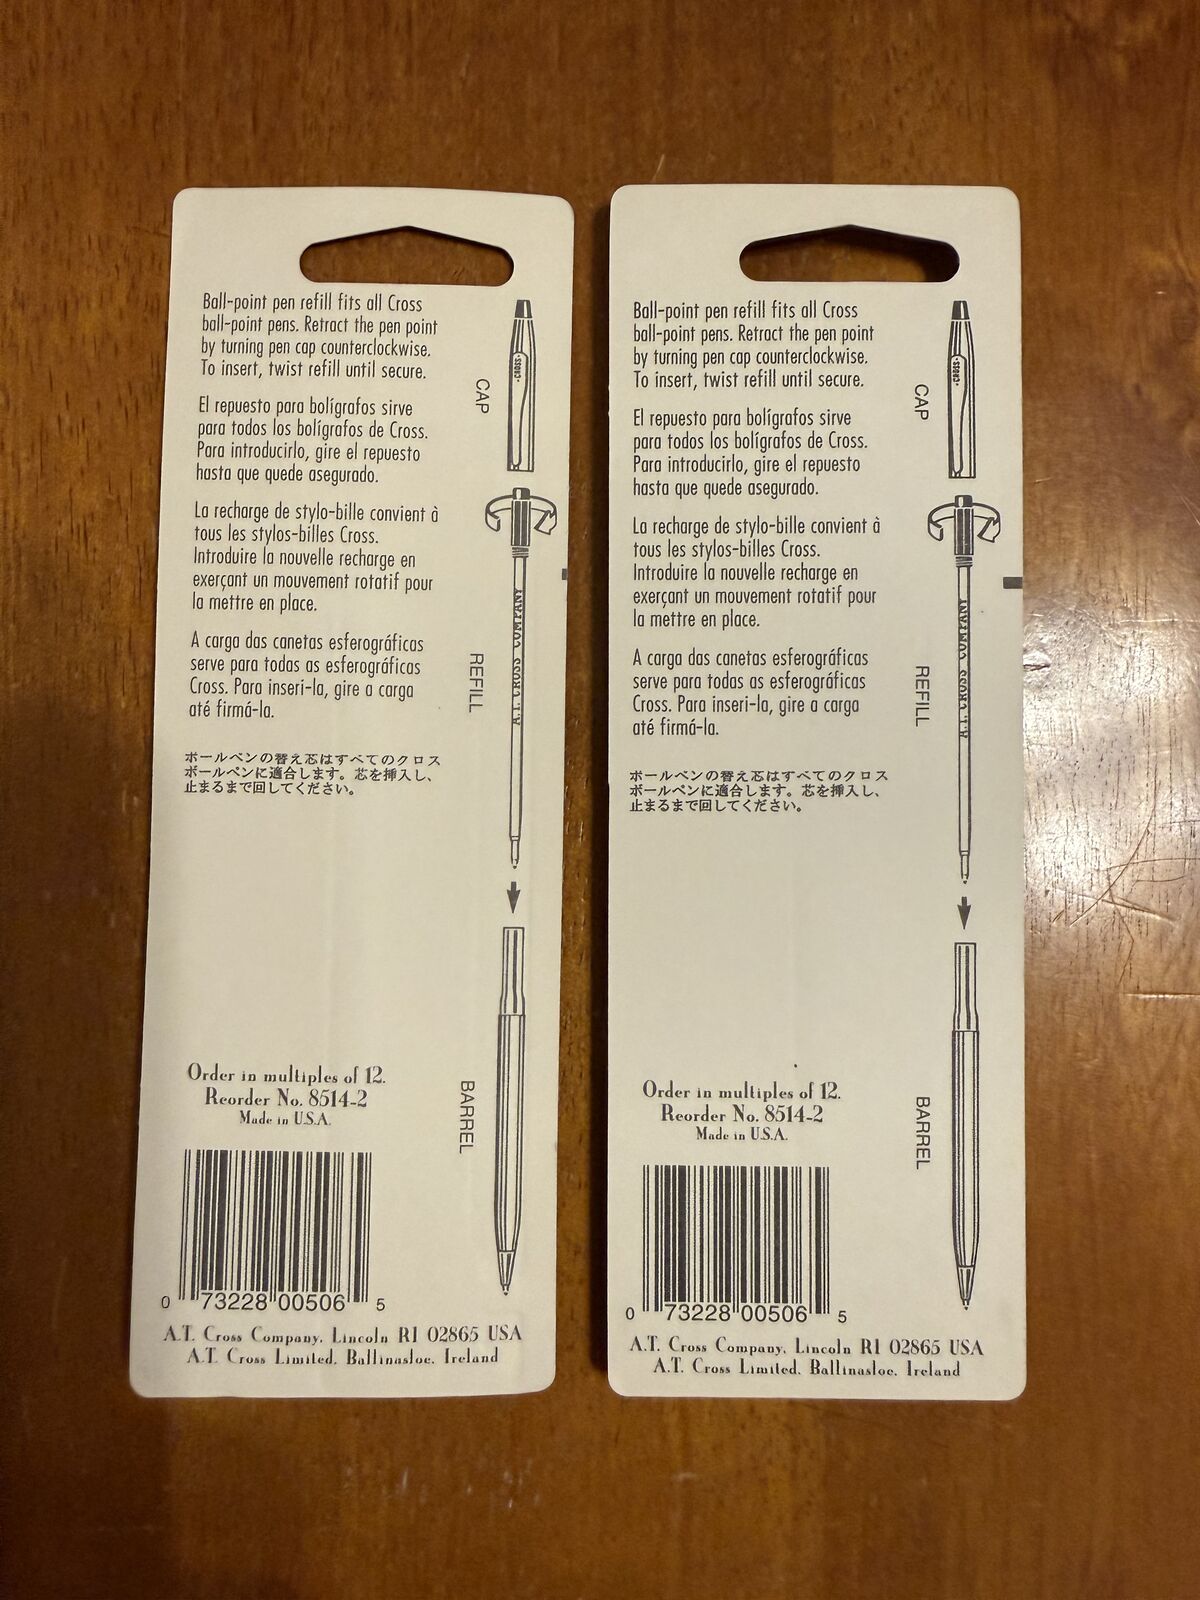 Ball-point pen refill fits all Cross
ball-point pens. Retract the pen point
by turning pen cap counterclockwise.
To insert, twist refill until secure.
El repuesto para bolígrafos sirve
para todos los bolígrafos de Cross.
Para introducirlo, gire el repuesto
hasta que quede asegurado.
La recharge de stylo-bille convient à
tous les stylos-billes Cross.
Introduire la nouvelle recharge en
exerçant un mouvement rotatif pour
la mettre en place.
A carga das canetas esferográficas
serve para todas as esferográficas
Cross. Para inseri-la, gire a carga
até firmá-la.
ボールペンの替え芯はすべてのクロス
ボールペンに適合します。芯を挿入し、
止まるまで回してください。
CAP
CROSS
REFILL
A.T. CROSS COMPANY
BARREL
Order in multiples of 12.
Reorder No. 8514-2
Made in U.S.A.
0 73228 00506 5
A.T. Cross Company, Lincoln RI 02865 USA
A.T. Cross Limited, Ballinasloe, Ireland
Ball-point pen refill fits all Cross
ball-point pens. Retract the pen point
by turning pen cap counterclockwise.
To insert, twist refill until secure.
El repuesto para bolígrafos sirve
para todos los bolígrafos de Cross.
Para introducirlo, gire el repuesto
hasta que quede asegurado.
La recharge de stylo-bille convient à
tous les stylos-billes Cross.
Introduire la nouvelle recharge en
exerçant un mouvement rotatif pour
la mettre en place.
A carga das canetas esferográficas
serve para todas as esferográficas
Cross. Para inseri-la, gire a carga
até firmá-la.
ボールペンの替え芯はすべてのクロス
ボールペンに適合します。芯を挿入し、
止まるまで回してください。
CAP
CROSS
REFILL
A.T. CROSS COMPANY
BARREL
Order in multiples of 12.
Reorder No. 8514-2
Made in U.S.A.
0 73228 00506 5
A.T. Cross Company, Lincoln RI 02865 USA
A.T. Cross Limited, Ballinasloe, Ireland